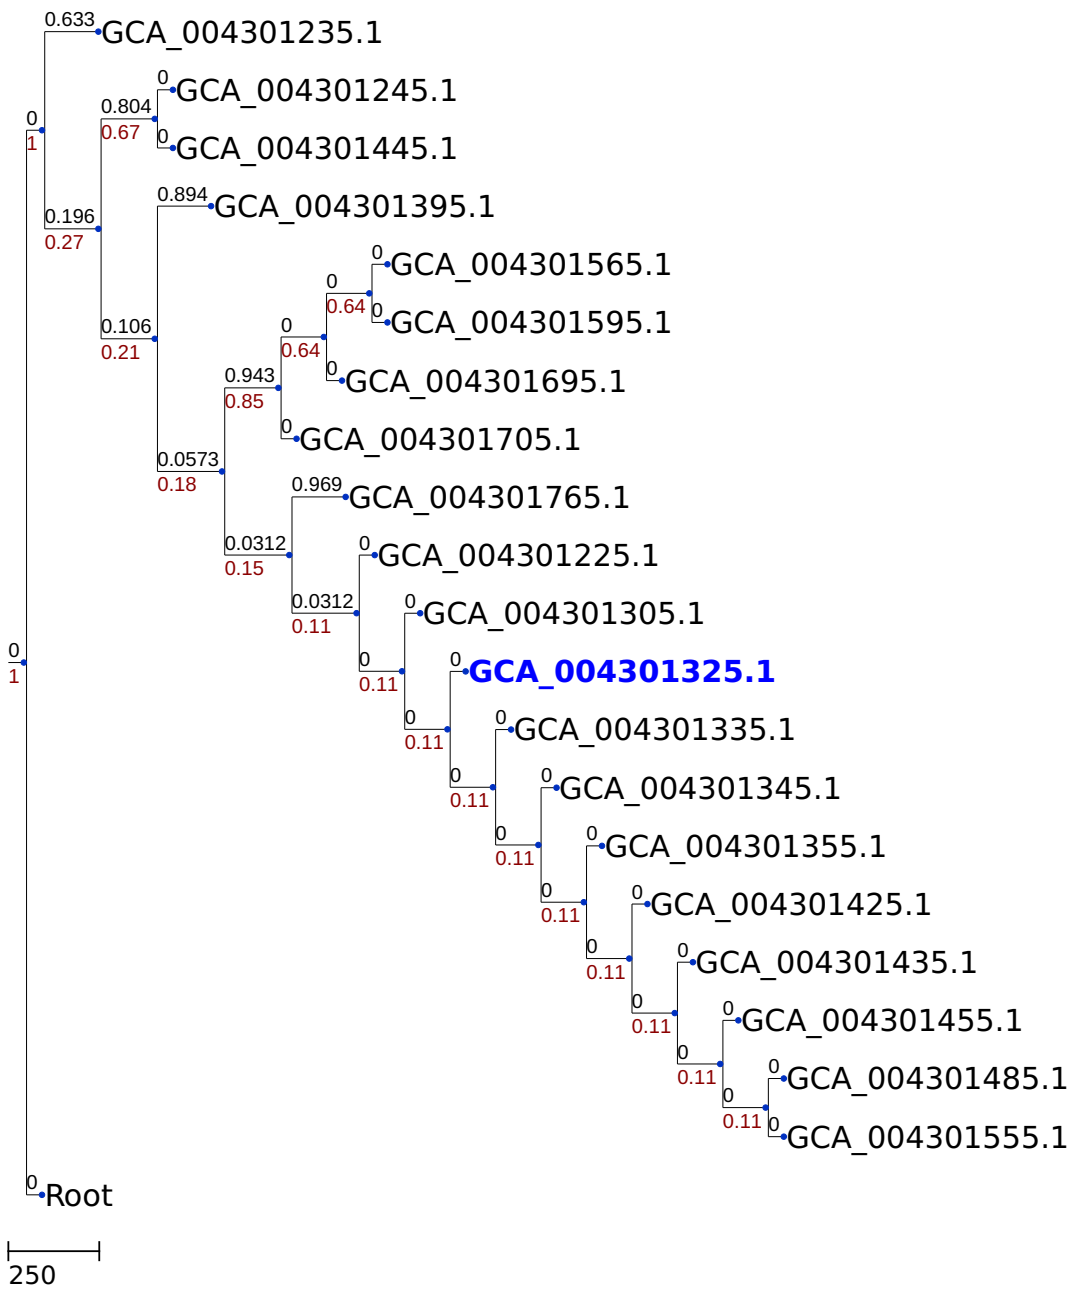 0.633
GCA_004301235.1
0
GCA_004301245.1
0.804
0.67
0
1
0
GCA_004301445.1
0.894
GCA_004301395.1
0.196
0.27
0
GCA_004301565.1
0
0.64
0
GCA_004301595.1
0.106
0.21
0
0.64
0
GCA_004301695.1
0.943
0.85
0
GCA_004301705.1
0.0573
0.18
0.969
GCA_004301765.1
0.0312
0.15
0
GCA_004301225.1
0.0312
0.11
0
GCA_004301305.1
0
1
0
0.11
0
GCA_004301325.1
0
0.11
0
GCA_004301335.1
0
0.11
0
GCA_004301345.1
0
0.11
0
GCA_004301355.1
0
0.11
0
GCA_004301425.1
0
0.11
0
GCA_004301435.1
0
0.11
0
GCA_004301455.1
0
0.11
0
GCA_004301485.1
0
0.11
0
GCA_004301555.1
0
Root
250